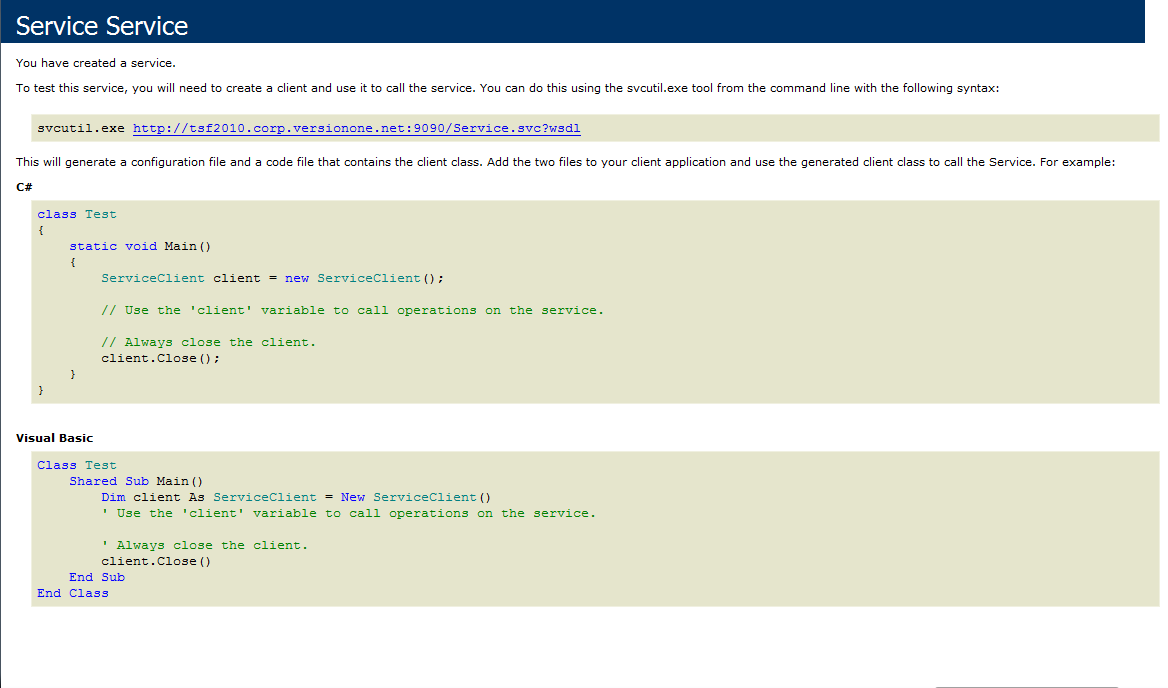 Service Service
You have created a service.
To test this service, you will need to create a client and use it to call the service. You can do this using the svcutil.exe tool from the command line with the following syntax:
svcutil.exe http://tsf2010.corp.versionone.net:9090/Service.svc?wsdl
This will generate a configuration file and a code file that contains the client class. Add the two files to your client application and use the generated client class to call the Service. For example:
C#
class Test
{
    static void Main()
    {
        ServiceClient client = new ServiceClient();
        // Use the 'client' variable to call operations on the service.
        // Always close the client.
        client.Close();
    }
}
Visual Basic
Class Test
    Shared Sub Main()
        Dim client As ServiceClient = New ServiceClient()
        ' Use the 'client' variable to call operations on the service.
        ' Always close the client.
        client.Close()
    End Sub
End Class